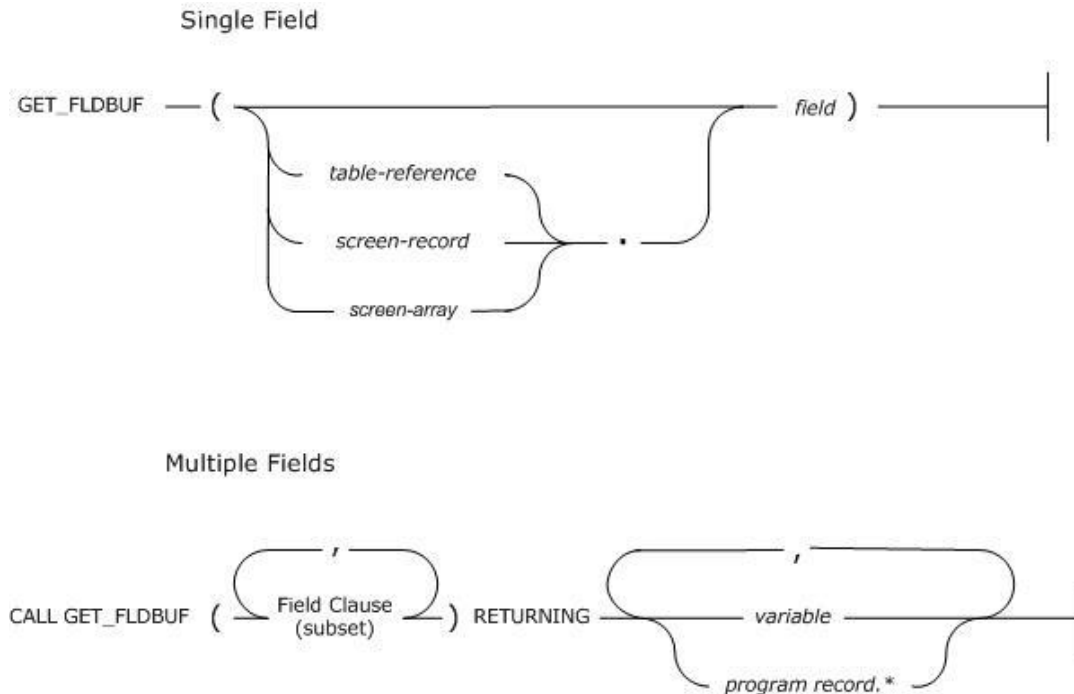 Single Field
GET_FLDBUF ( field )
table-reference
screen-record .
screen-array
Multiple Fields
, ,
CALL GET_FLDBUF ( Field Clause (subset) ) RETURNING variable
program record.*